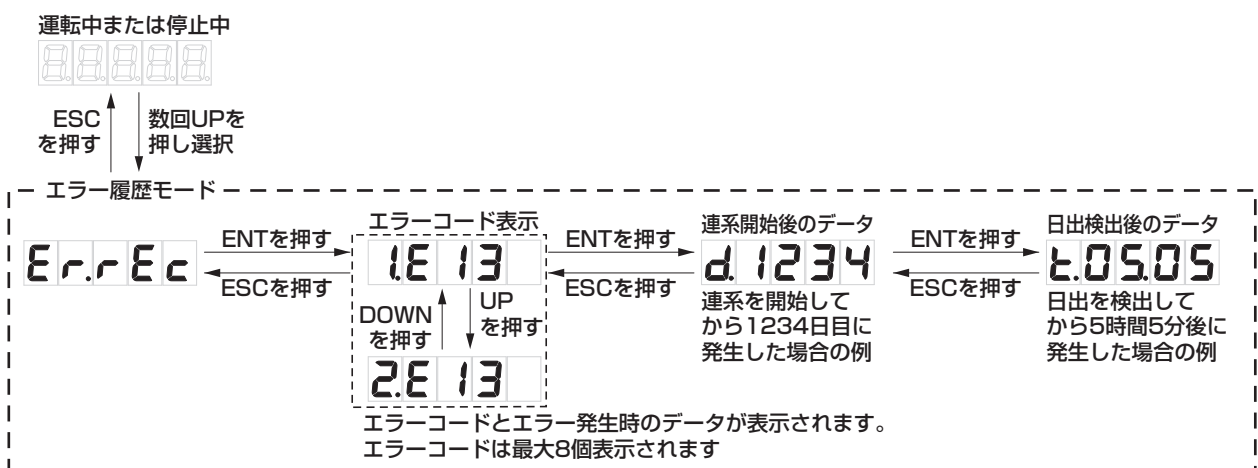 運転中または停止中
8.8.8.8.8.
ESC
を押す
数回UPを
押し選択
エラー履歴モード
Er.rEc
ENTを押す
ESCを押す
エラーコード表示
1.E13
DOWN
を押す
UP
を押す
2.E13
ENTを押す
ESCを押す
連系開始後のデータ
d.1234
連系を開始して
から1234日目に
発生した場合の例
ENTを押す
ESCを押す
日出検出後のデータ
t.05.05
日出を検出して
から5時間5分後に
発生した場合の例
エラーコードとエラー発生時のデータが表示されます。
エラーコードは最大8個表示されます